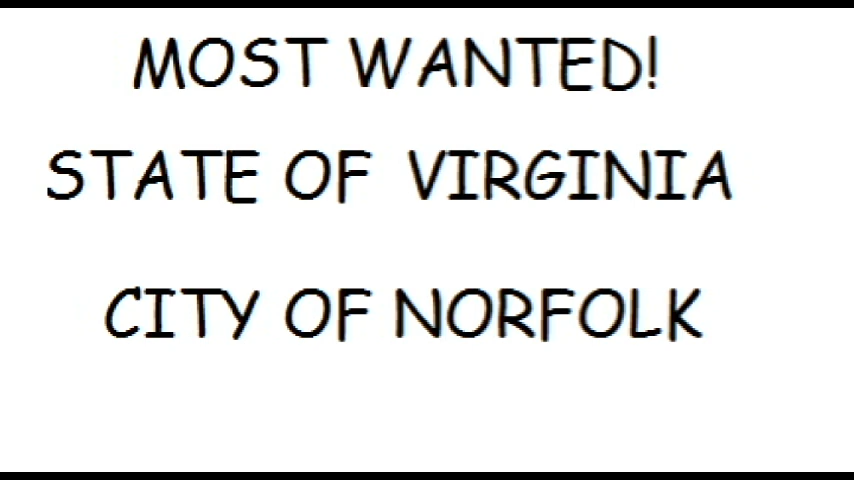 MOST WANTED!
STATE OF VIRGINIA
CITY OF NORFOLK